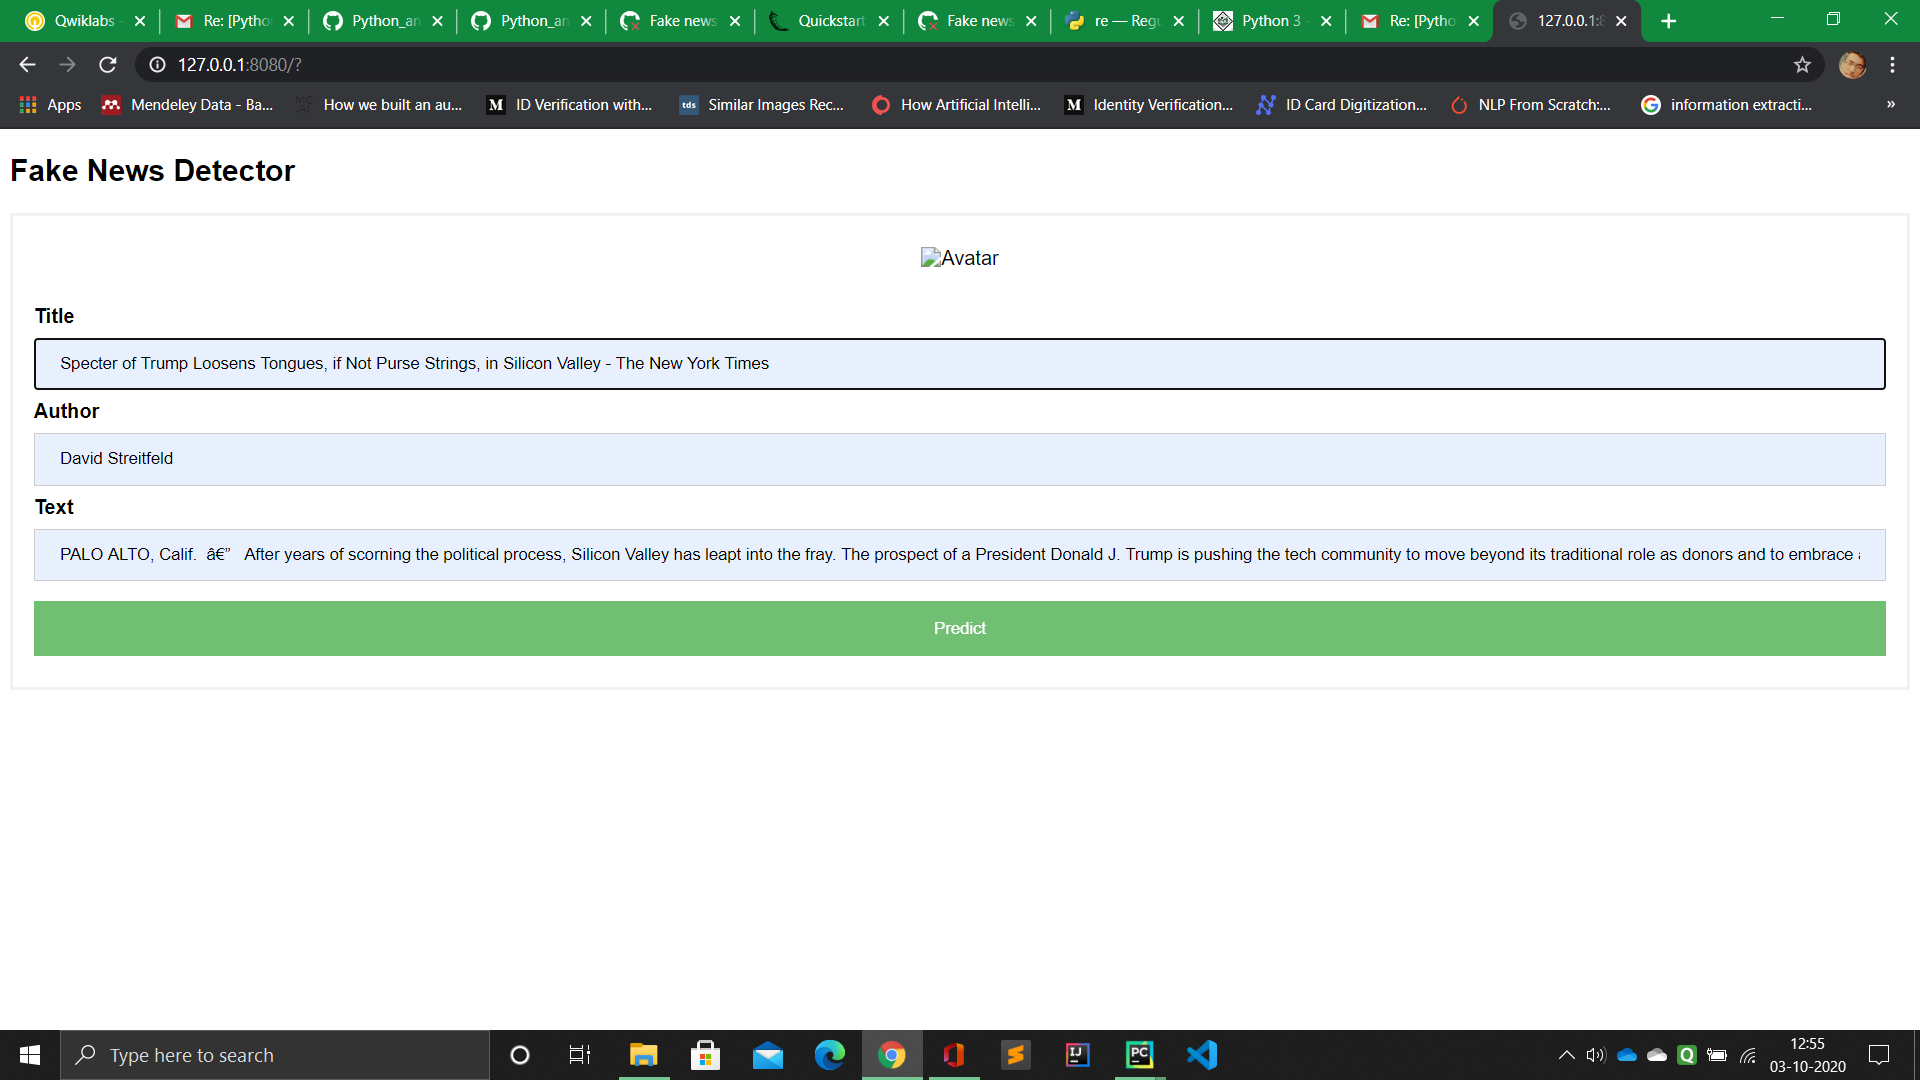 Qwiklabs - Re: [Pytho Python_an Python_an Fake news Quickstart Fake news re — Regu Python 3 - Re: [Pytho 127.0.0.1:8
127.0.0.1:8080/?
Apps Mendeley Data - Ba... How we built an au... ID Verification with... tds Similar Images Rec... How Artificial Intelli... Identity Verification... ID Card Digitization... NLP From Scratch:... information extracti... »
Fake News Detector
Avatar
Title
Specter of Trump Loosens Tongues, if Not Purse Strings, in Silicon Valley - The New York Times
Author
David Streitfeld
Text
PALO ALTO, Calif. â€” After years of scorning the political process, Silicon Valley has leapt into the fray. The prospect of a President Donald J. Trump is pushing the tech community to move beyond its traditional role as donors and to embrace
Predict
Type here to search
12:55
03-10-2020